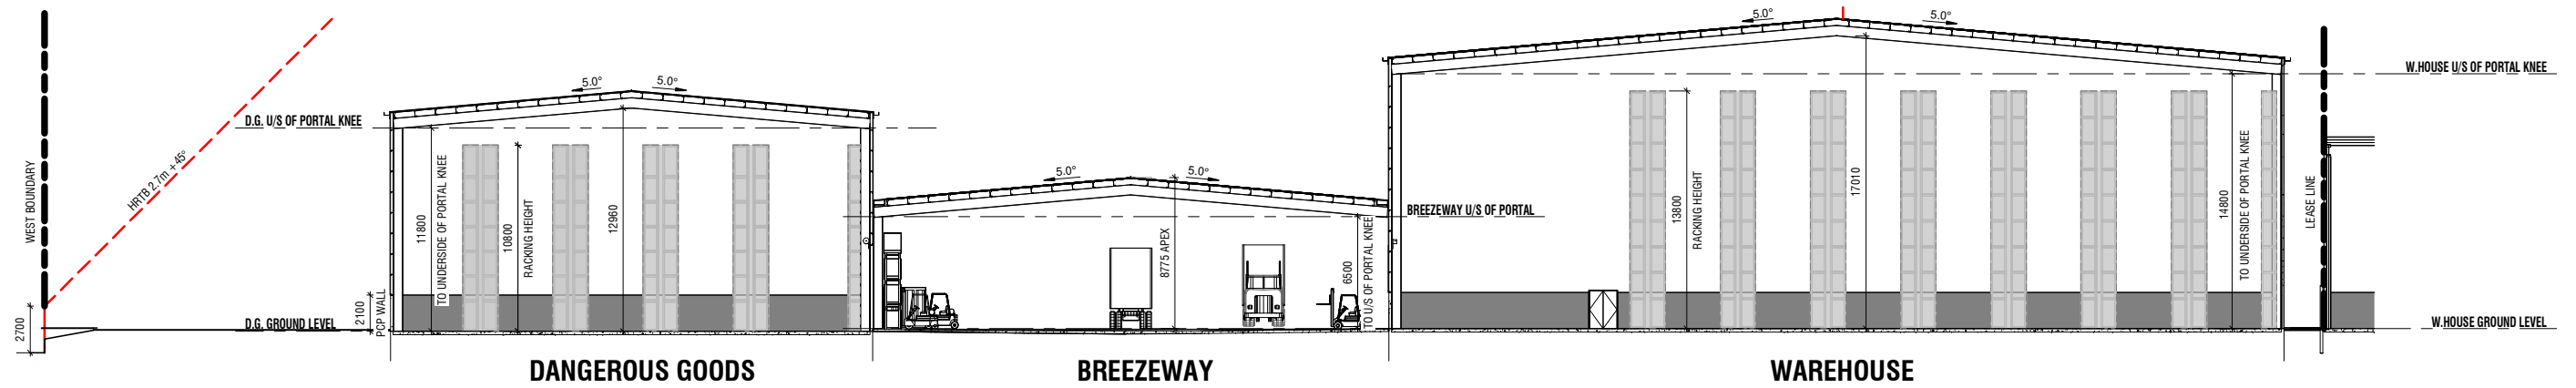 WEST BOUNDARY
2700
HRTB 2.7m + 45°
D.G. U/S OF PORTAL KNEE
D.G. GROUND LEVEL
2100
PCP WALL
11800
TO UNDERSIDE OF PORTAL KNEE
10800
RACKING HEIGHT
5.0°
5.0°
12960
DANGEROUS GOODS
5.0°
5.0°
8775 APEX
6500
TO U/S OF PORTAL KNEE
BREEZEWAY U/S OF PORTAL
BREEZEWAY
5.0°
5.0°
13800
RACKING HEIGHT
17010
14800
TO UNDERSIDE OF PORTAL KNEE
WAREHOUSE
LEASE LINE
W.HOUSE U/S OF PORTAL KNEE
W.HOUSE GROUND LEVEL